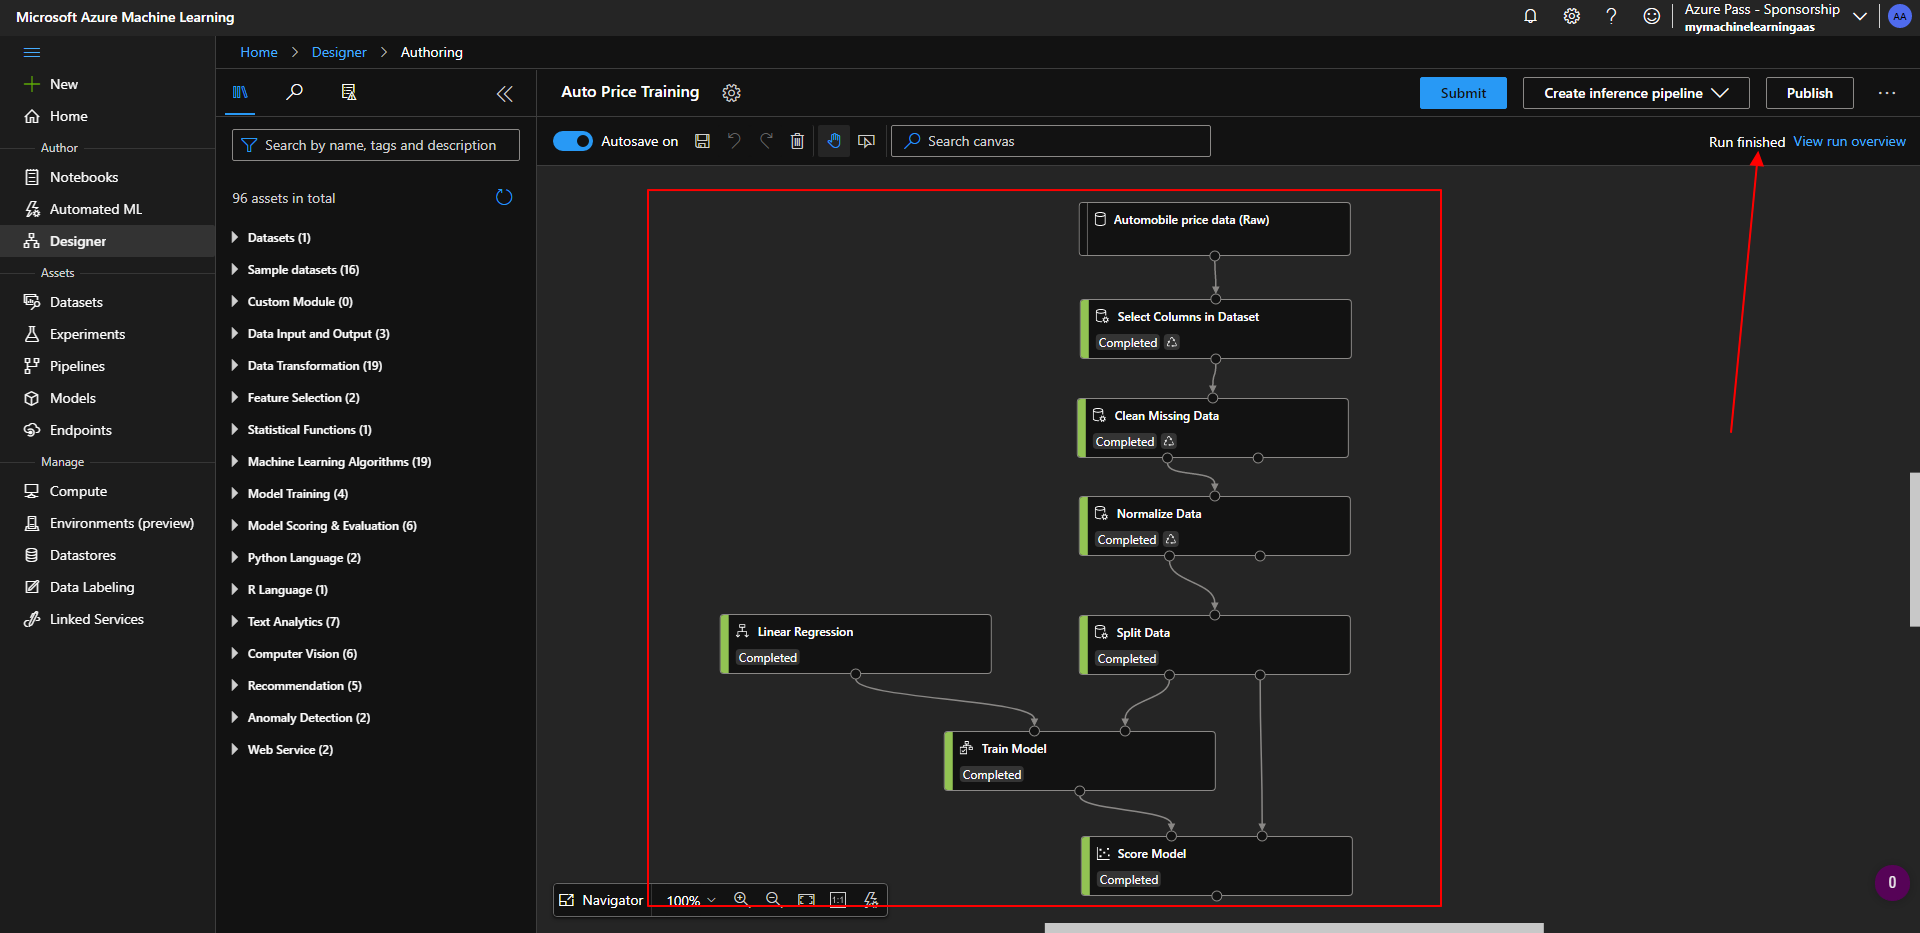 Microsoft Azure Machine Learning
Azure Pass - Sponsorship
mymachinelearningaas
AA
New
Home
Author
Notebooks
Automated ML
Designer
Assets
Datasets
Experiments
Pipelines
Models
Endpoints
Manage
Compute
Environments (preview)
Datastores
Data Labeling
Linked Services
Home > Designer > Authoring
Search by name, tags and description
96 assets in total
Datasets (1)
Sample datasets (16)
Custom Module (0)
Data Input and Output (3)
Data Transformation (19)
Feature Selection (2)
Statistical Functions (1)
Machine Learning Algorithms (19)
Model Training (4)
Model Scoring & Evaluation (6)
Python Language (2)
R Language (1)
Text Analytics (7)
Computer Vision (6)
Recommendation (5)
Anomaly Detection (2)
Web Service (2)
Auto Price Training
Submit
Create inference pipeline
Publish
Autosave on
Search canvas
Run finished View run overview
Automobile price data (Raw)
Select Columns in Dataset
Completed
Clean Missing Data
Completed
Normalize Data
Completed
Linear Regression
Completed
Split Data
Completed
Train Model
Completed
Score Model
Completed
Navigator 100% 1:1
0